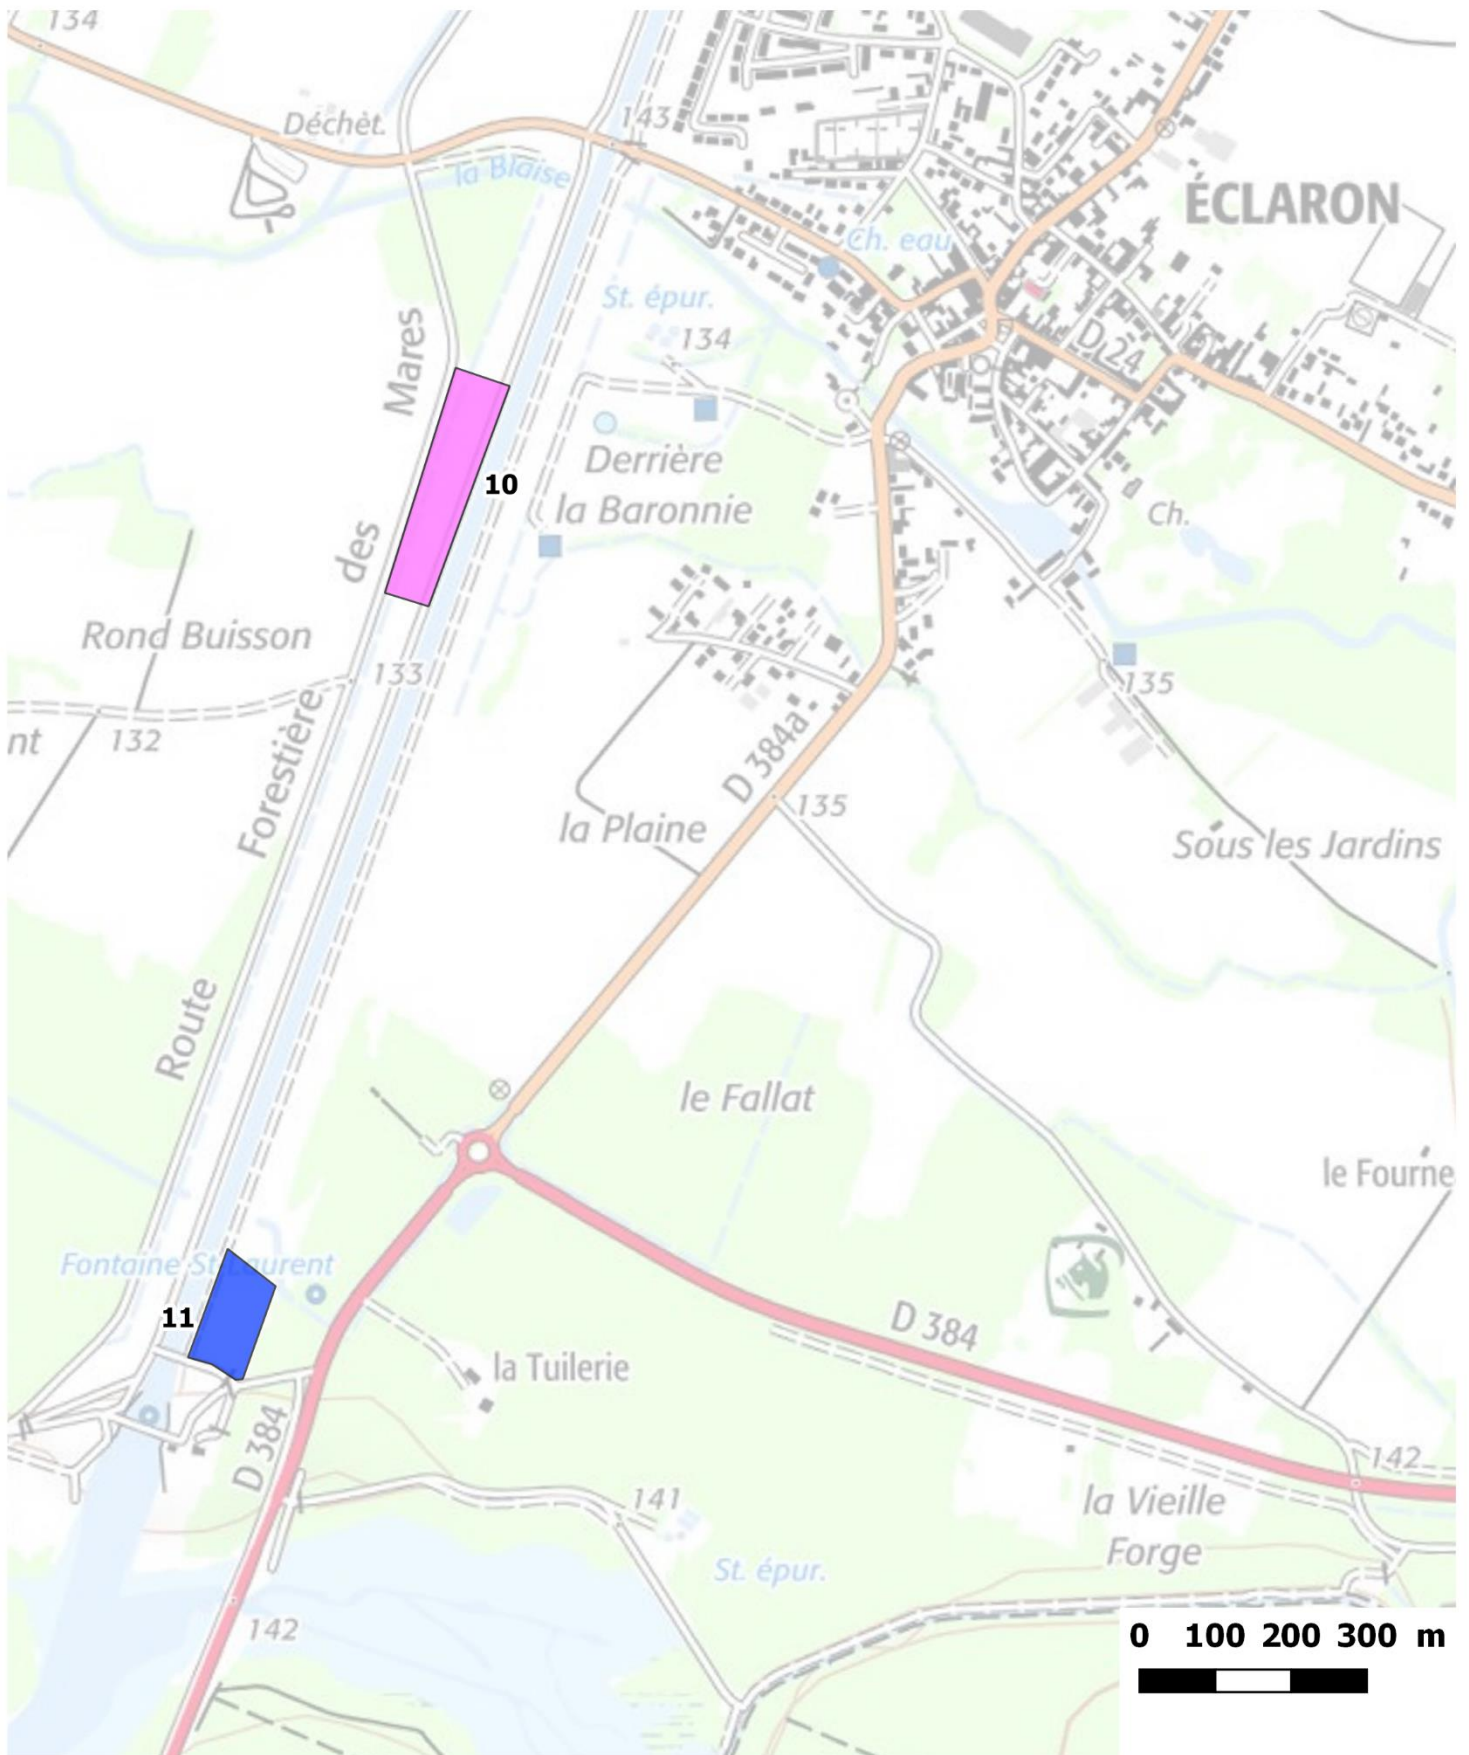 134
Déchèt.
143
la Blaise
ÉCLARON
Ch. eau
St. épur.
134
D 24
Mares
10
Derrière
la Baronnie
Ch.
des
Rond Buisson
133
135
nt
132
D 384a
Forestière
135
la Plaine
Sous les Jardins
Route
le Fallat
le Fourne
Fontaine St-Laurent
11
D 384
la Tuilerie
D 384
142
141
la Vieille
Forge
St. épur.
142
0 100 200 300 m